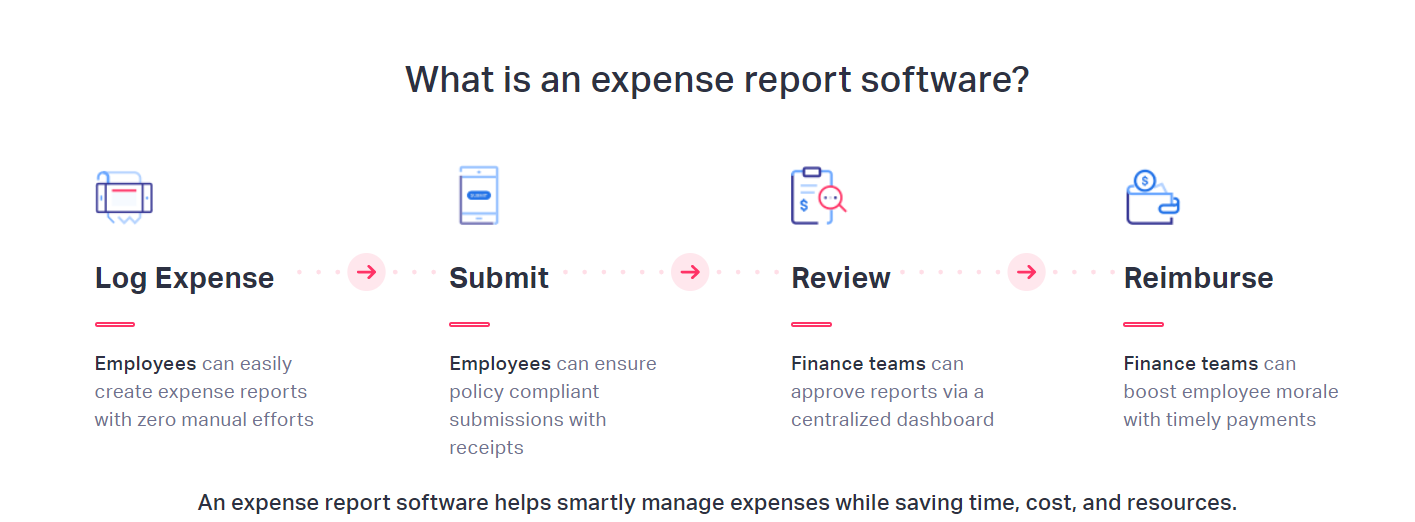 What is an expense report software?
Log Expense
Submit
Review
Reimburse
Employees can easily
create expense reports
with zero manual efforts
Employees can ensure
policy compliant
submissions with
receipts
Finance teams can
approve reports via a
centralized dashboard
Finance teams can
boost employee morale
with timely payments
An expense report software helps smartly manage expenses while saving time, cost, and resources.